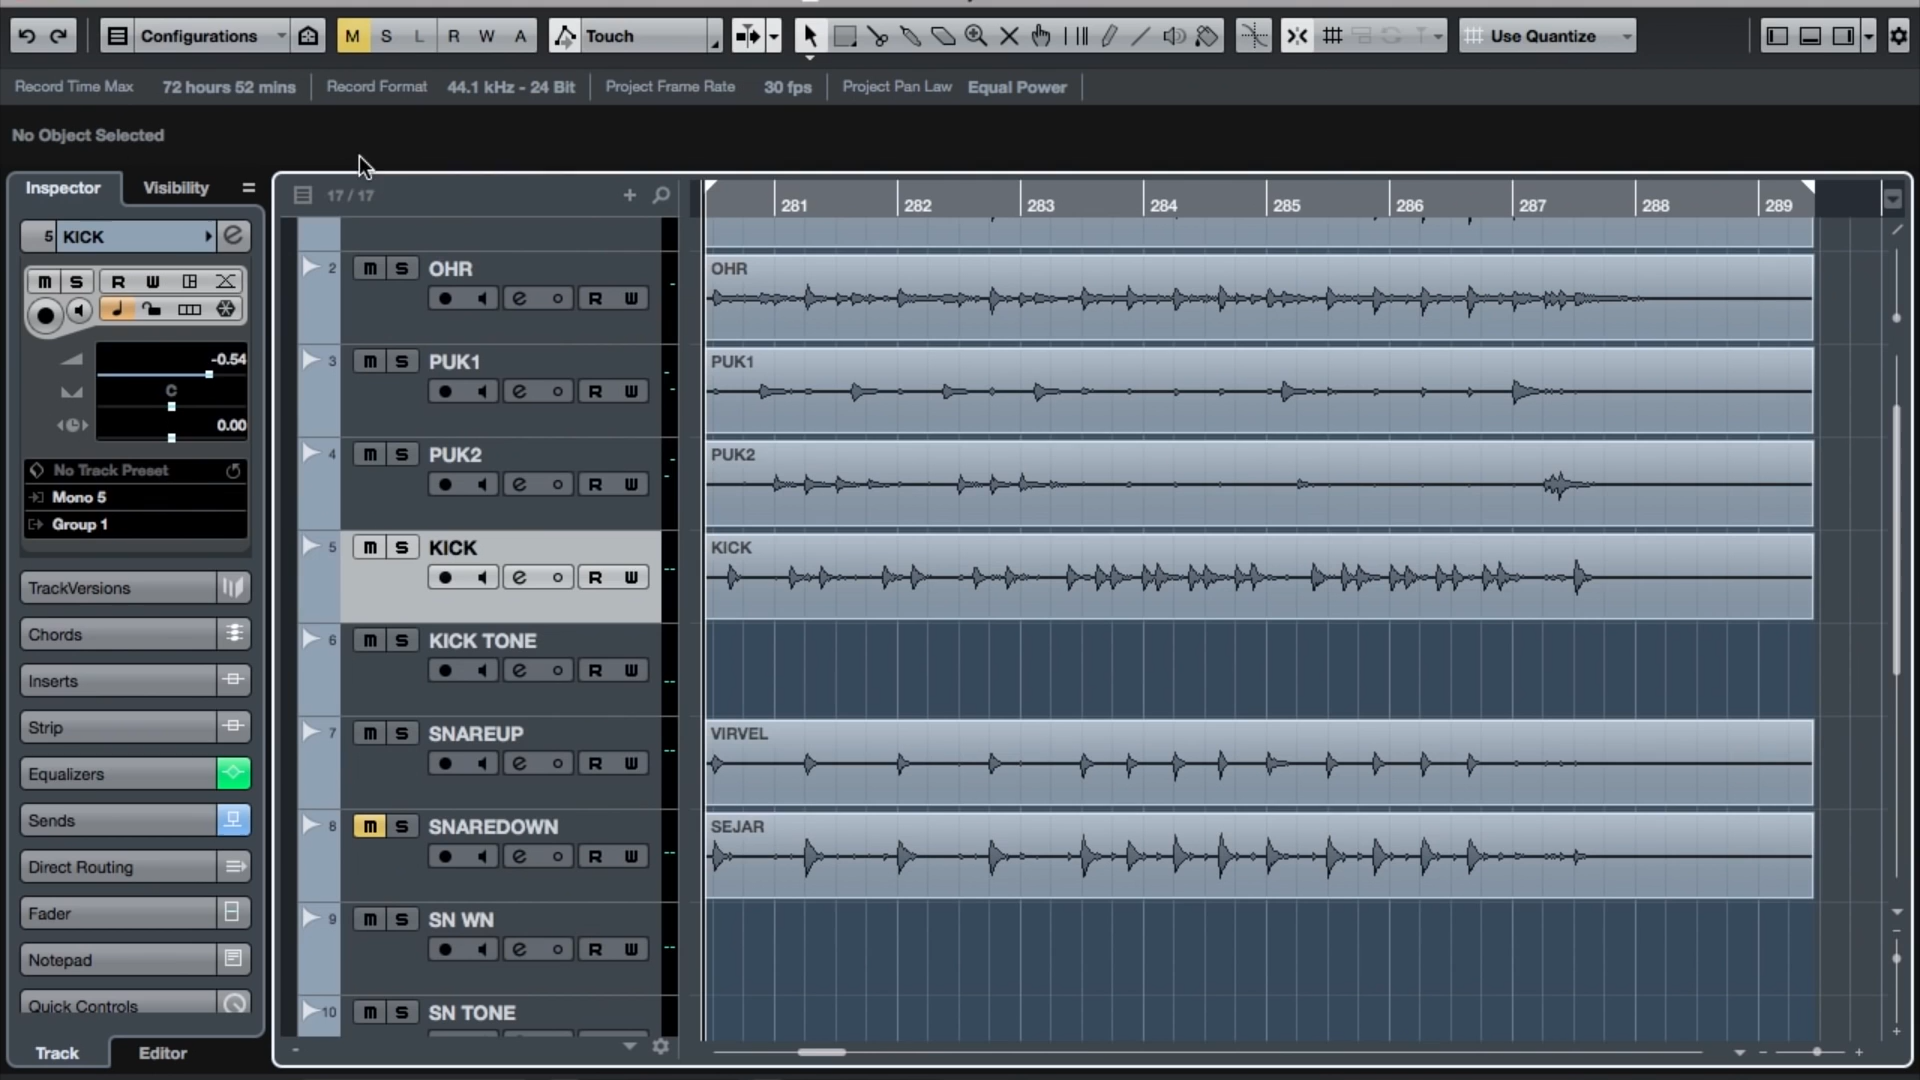 Configurations M S L R W A Touch Use Quantize
Record Time Max 72 hours 52 mins Record Format 44.1 kHz - 24 Bit Project Frame Rate 30 fps Project Pan Law Equal Power
No Object Selected
Inspector Visibility 17 / 17 281 282 283 284 285 286 287 288 289
5 KICK e
m S R W
-0.54
C
0.00
No Track Preset
Mono 5
Group 1
TrackVersions
Chords
Inserts
Strip
Equalizers
Sends
Direct Routing
Fader
Notepad
Quick Controls
Track Editor
2 m S OHR
e R W
3 m S PUK1
e R W
4 m S PUK2
e R W
5 m S KICK
e R W
6 m S KICK TONE
e R W
7 m S SNAREUP
e R W
8 m S SNAREDOWN
e R W
9 m S SN WN
e R W
10 m S SN TONE
OHR
PUK1
PUK2
KICK
VIRVEL
SEJAR